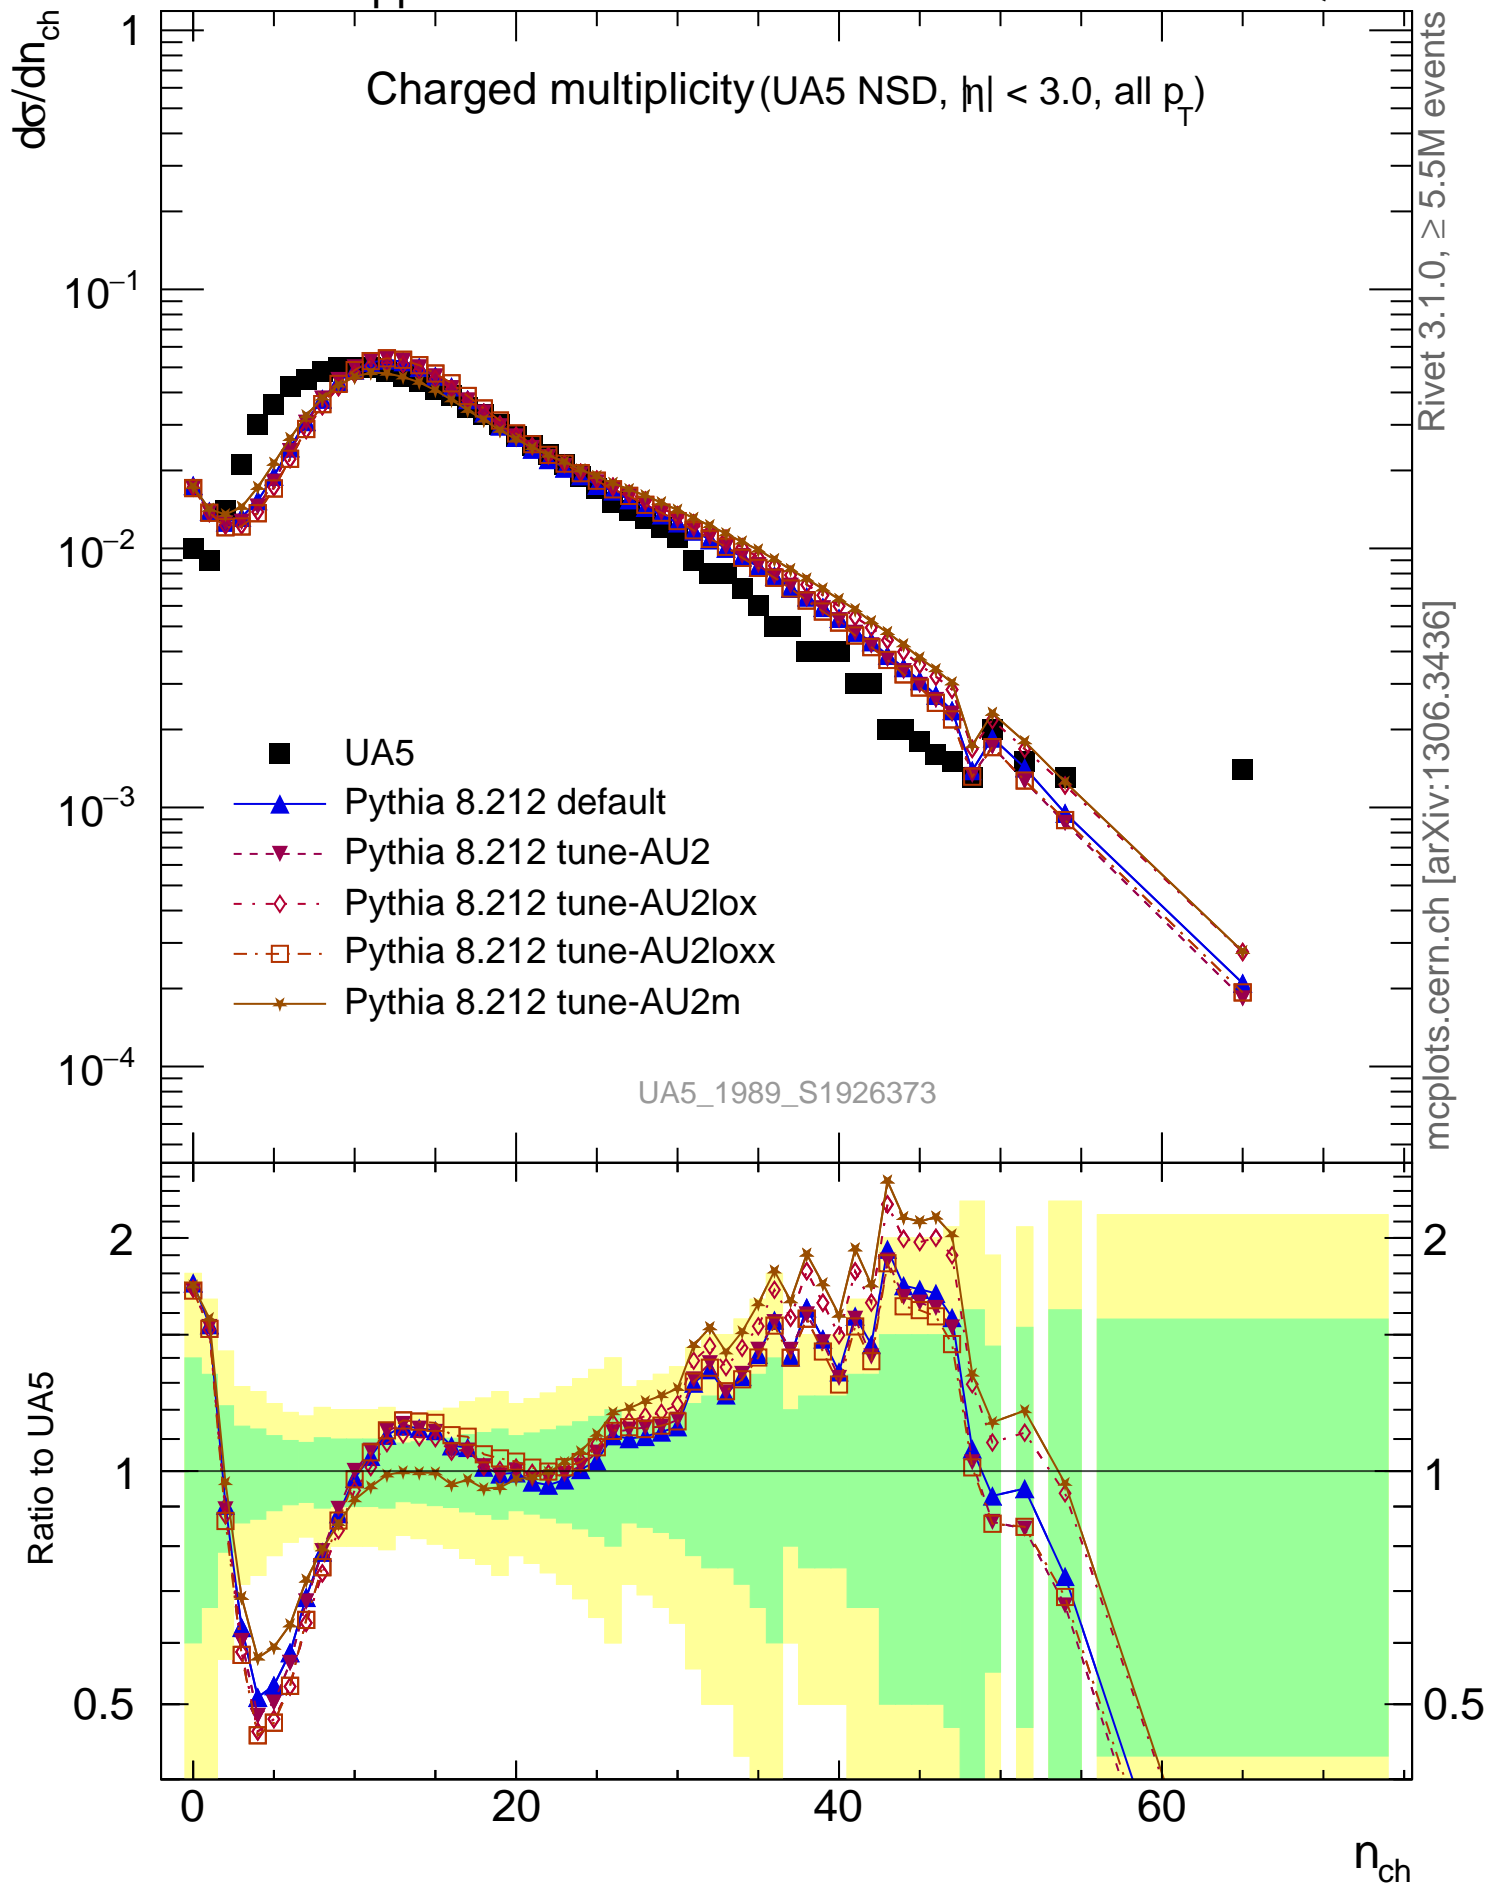 dσ/dn_ch
1
Charged multiplicity (UA5 NSD, |η| < 3.0, all p_T)
10^−1
10^−2
10^−3
10^−4
UA5
Pythia 8.212 default
Pythia 8.212 tune-AU2
Pythia 8.212 tune-AU2lox
Pythia 8.212 tune-AU2loxx
Pythia 8.212 tune-AU2m
UA5_1989_S1926373
Rivet 3.1.0, ≥ 5.5M events
mcplots.cern.ch [arXiv:1306.3436]
Ratio to UA5
2
2
1
1
0.5
0.5
0
20
40
60
n_ch